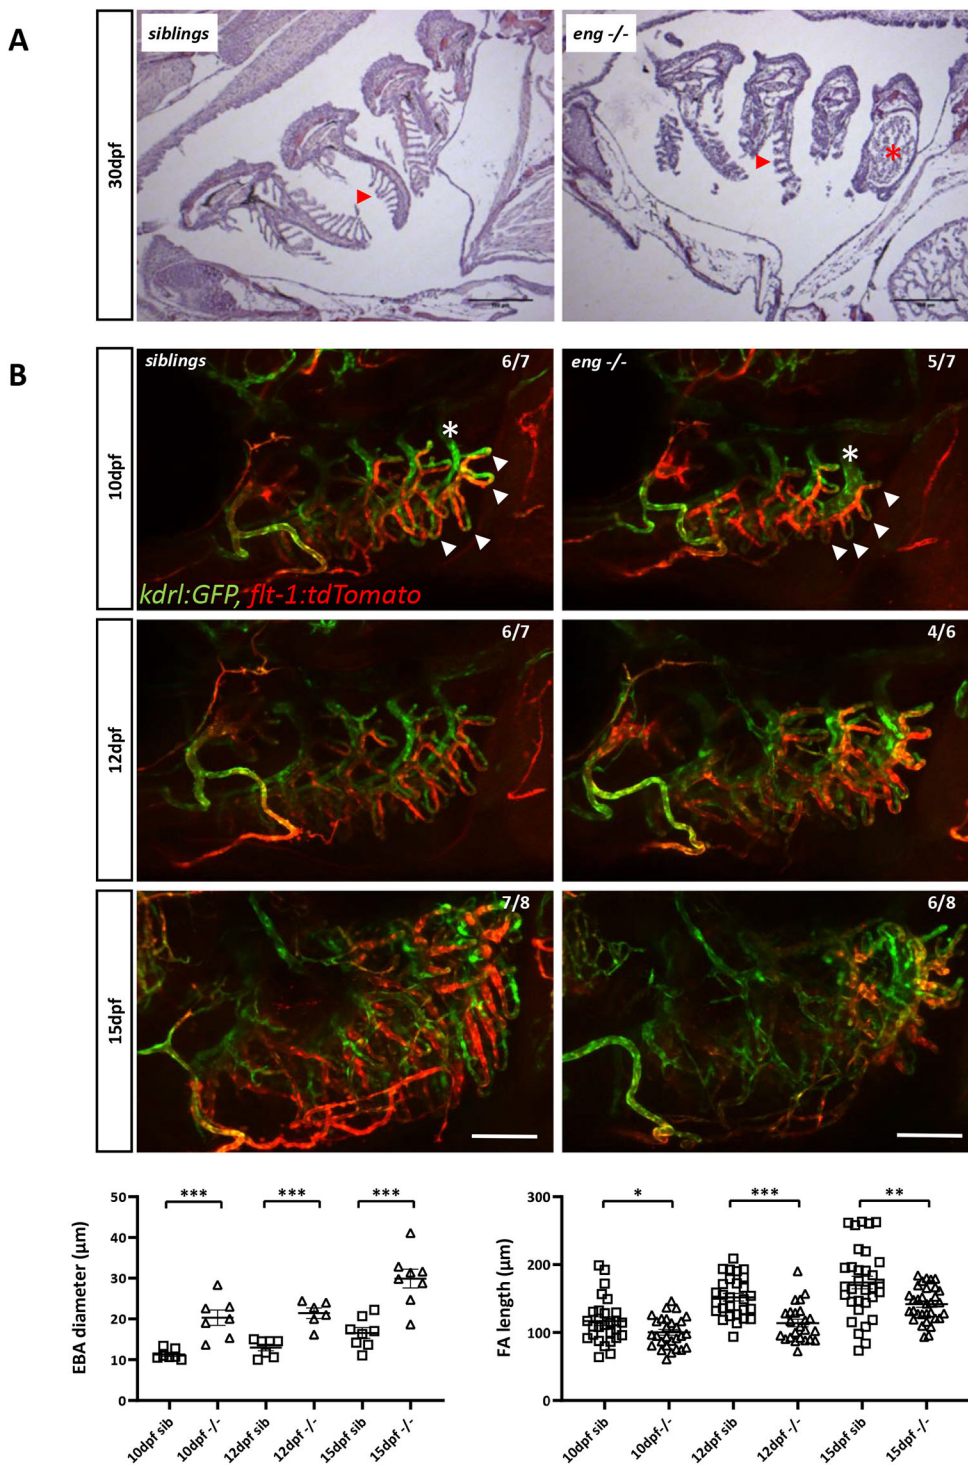 A
siblings
eng -/-
30dpf
*
B
siblings
6/7
eng -/-
5/7
10dpf
*
*
kdrl:GFP, flt-1:tdTomato
6/7
4/6
12dpf
7/8
6/8
15dpf
EBA diameter (µm)
50
40
30
20
10
0
***
***
***
10dpf sib
10dpf -/-
12dpf sib
12dpf -/-
15dpf sib
15dpf -/-
FA length (µm)
300
200
100
0
*
***
**
10dpf sib
10dpf-/-
12dpf sib
12dpf -/-
15dpf sib
15dpf -/-